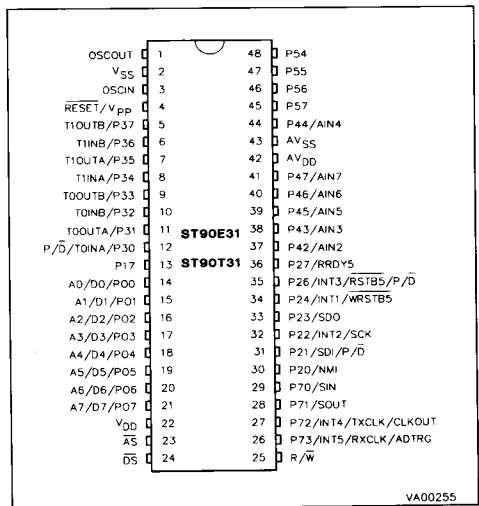 OSCOUT 1 48 P54
VSS 2 47 P55
OSCIN 3 46 P56
R̅E̅S̅E̅T̅/VPP 4 45 P57
T1OUTB/P37 5 44 P44/AIN4
T1INB/P36 6 43 AVSS
T1OUTA/P35 7 42 AVDD
T1INA/P34 8 41 P47/AIN7
T0OUTB/P33 9 40 P46/AIN6
T0INB/P32 10 39 P45/AIN5
T0OUTA/P31 11 ST90E31 38 P43/AIN3
P/D̅/T0INA/P30 12 37 P42/AIN2
P17 13 ST90T31 36 P27/RRDY5
A0/D0/P00 14 35 P26/INT3/R̅S̅T̅B̅5̅/P/D̅
A1/D1/P01 15 34 P24/INT1/W̅R̅S̅T̅B̅5̅
A2/D2/P02 16 33 P23/SDO
A3/D3/P03 17 32 P22/INT2/SCK
A4/D4/P04 18 31 P21/SDI/P/D̅
A5/D5/P05 19 30 P20/NMI
A6/D6/P06 20 29 P70/SIN
A7/D7/P07 21 28 P71/SOUT
VDD 22 27 P72/INT4/TXCLK/CLKOUT
A̅S̅ 23 26 P73/INT5/RXCLK/ADTRG
D̅S̅ 24 25 R/W̅
VA00255